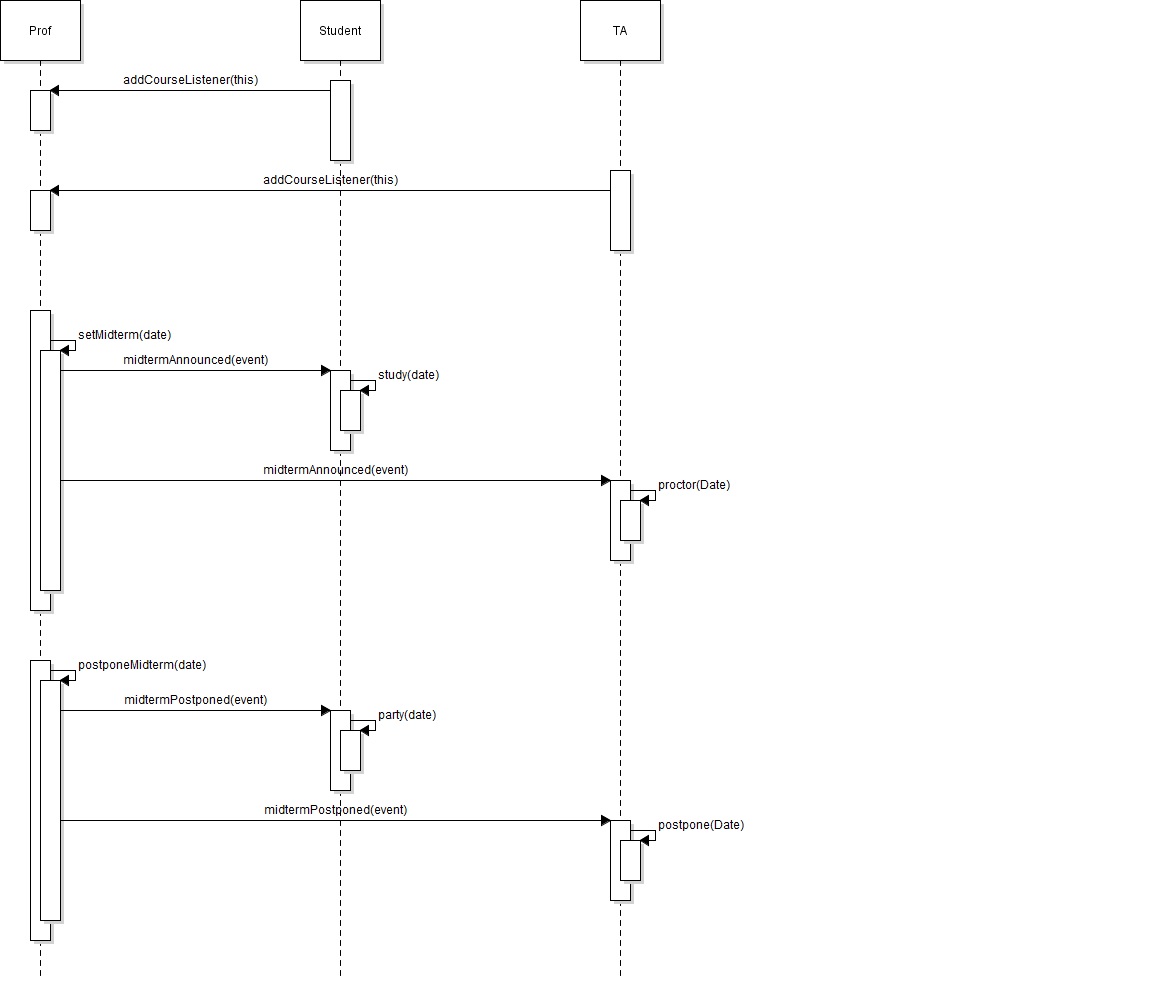 Prof
Student
TA
addCourseListener(this)
addCourseListener(this)
setMidterm(date)
midtermAnnounced(event)
study(date)
midtermAnnounced(event)
proctor(Date)
postponeMidterm(date)
midtermPostponed(event)
party(date)
midtermPostponed(event)
postpone(Date)